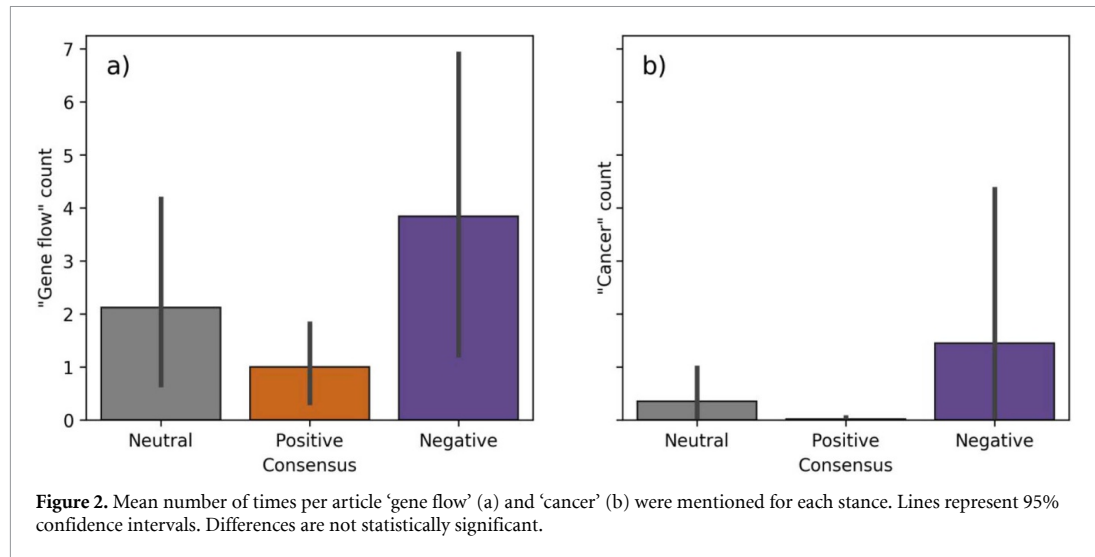 a)
"Gene flow" count
7
6
5
4
3
2
1
0
Neutral
Positive
Negative
Consensus
b)
"Cancer" count
Neutral
Positive
Negative
Consensus
Figure 2. Mean number of times per article ‘gene flow’ (a) and ‘cancer’ (b) were mentioned for each stance. Lines represent 95%
confidence intervals. Differences are not statistically significant.